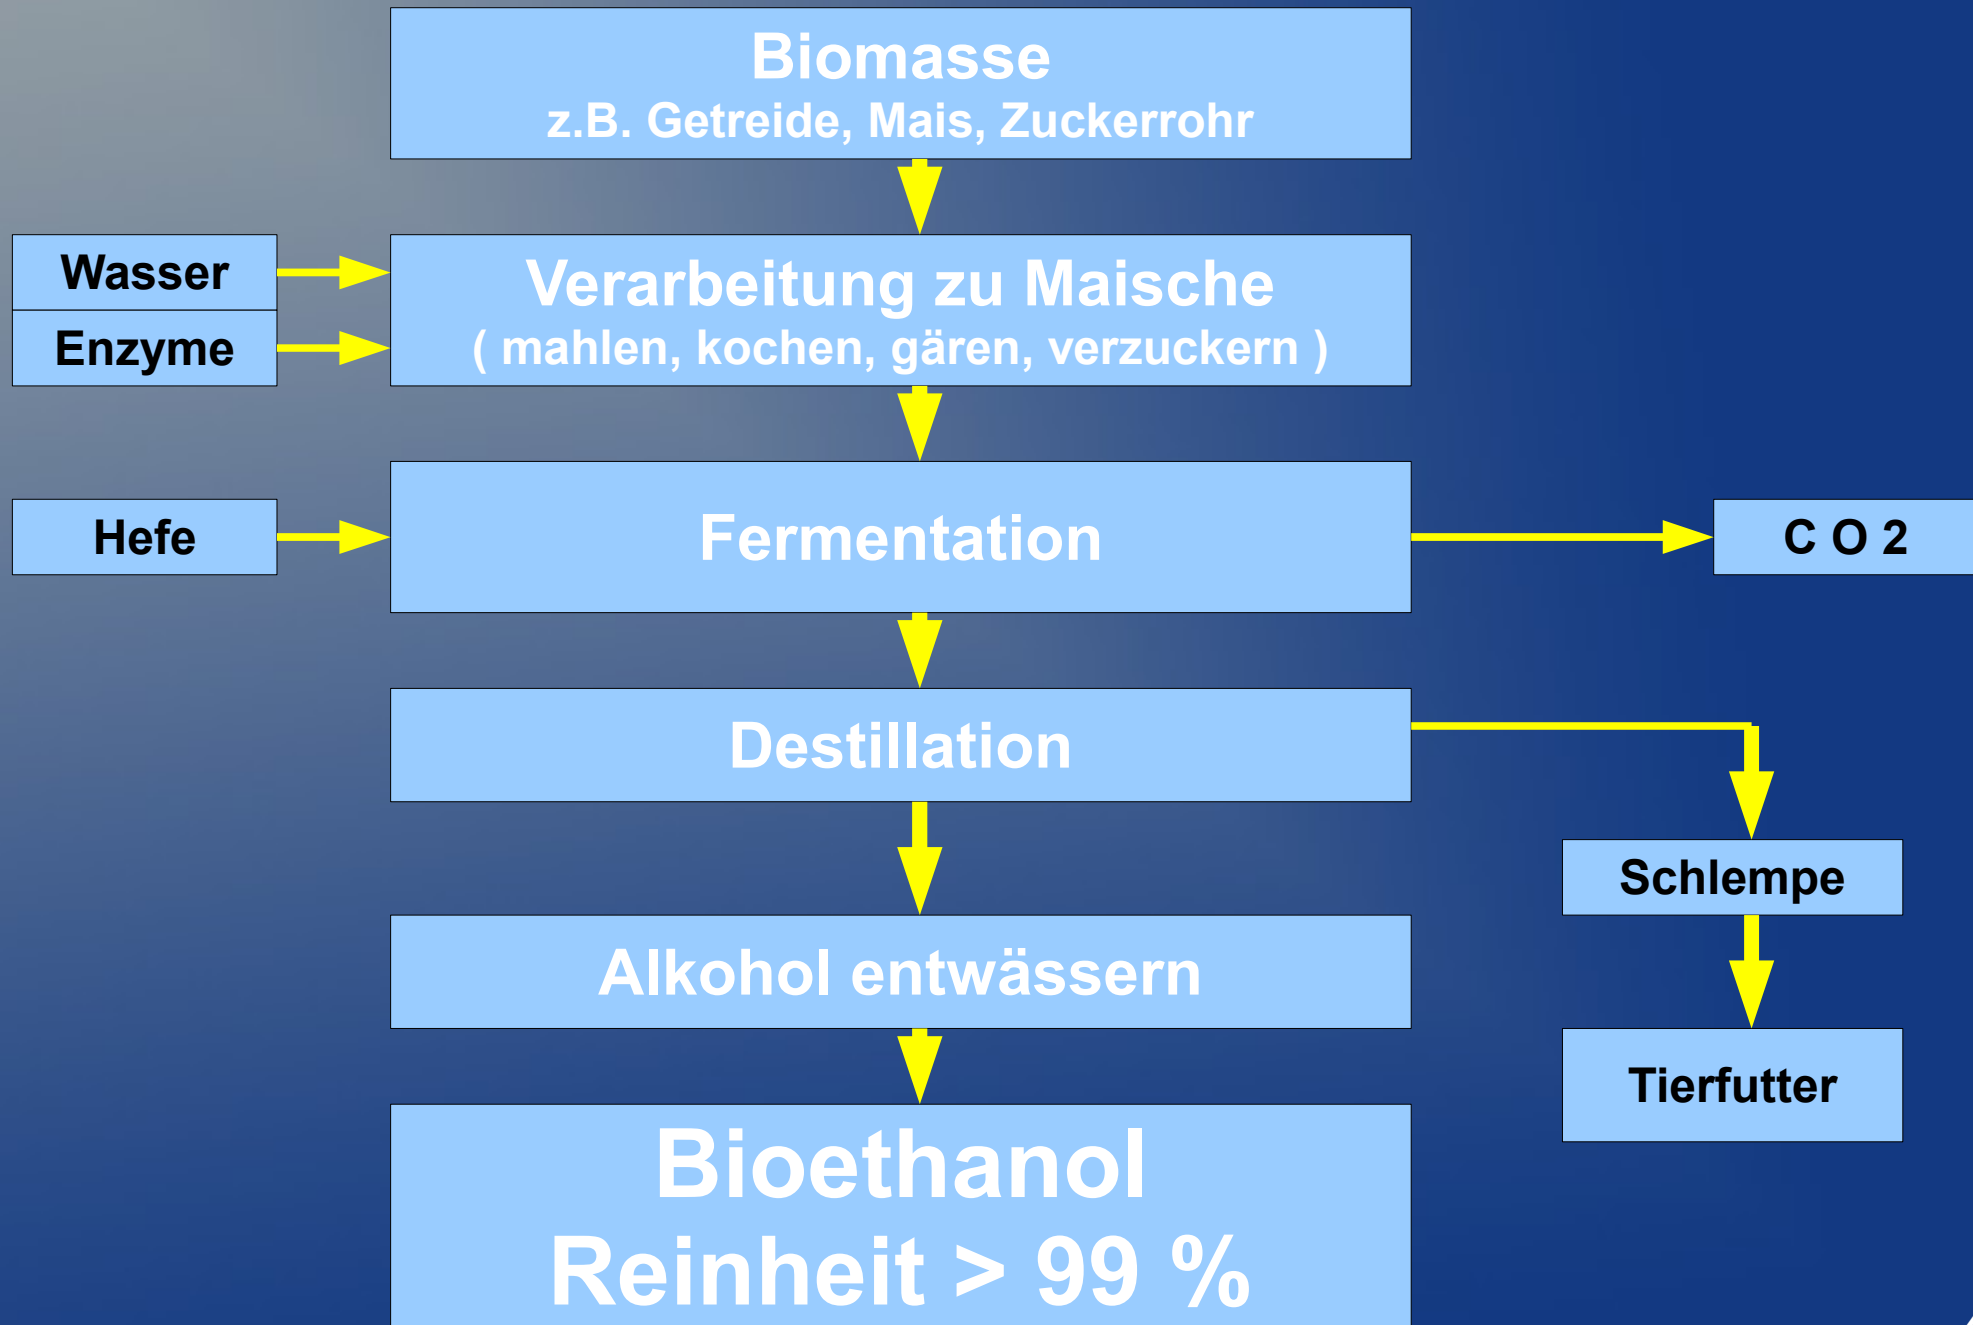 Biomasse
z.B. Getreide, Mais, Zuckerrohr
Wasser
Enzyme
Verarbeitung zu Maische
( mahlen, kochen, gären, verzuckern )
Hefe
Fermentation
C O 2
Destillation
Schlempe
Alkohol entwässern
Tierfutter
Bioethanol
Reinheit > 99 %